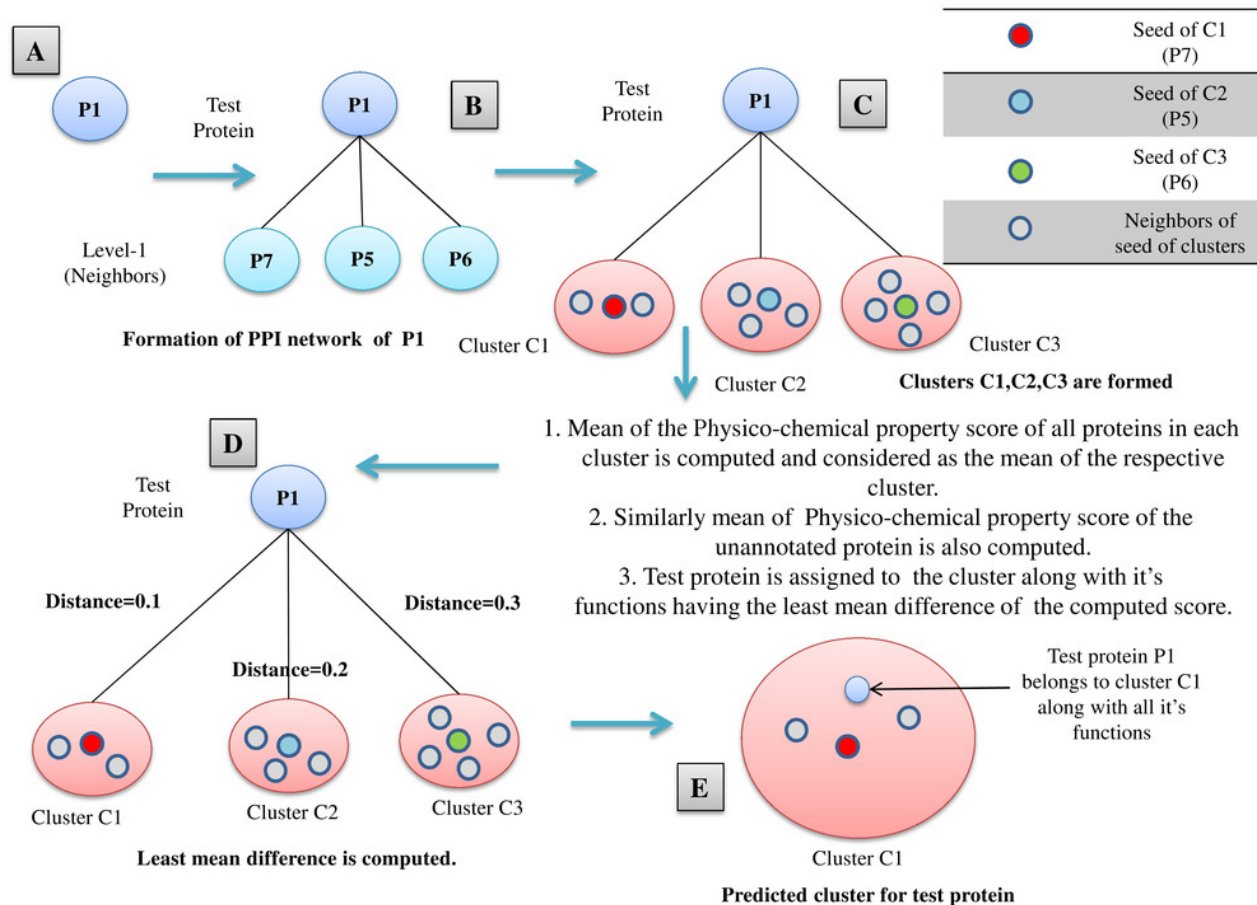 A
P1
Test
Protein
P1
B
Level-1
(Neighbors)
P7
P5
P6
Formation of PPI network of P1
Test
Protein
P1
C
Cluster C1
Cluster C2
Cluster C3
Clusters C1,C2,C3 are formed
Seed of C1
(P7)
Seed of C2
(P5)
Seed of C3
(P6)
Neighbors of
seed of clusters
1. Mean of the Physico-chemical property score of all proteins in each
cluster is computed and considered as the mean of the respective
cluster.
2. Similarly mean of Physico-chemical property score of the
unannotated protein is also computed.
3. Test protein is assigned to the cluster along with it's
functions having the least mean difference of the computed score.
D
Test
Protein
P1
Distance=0.1
Distance=0.2
Distance=0.3
Cluster C1
Cluster C2
Cluster C3
Least mean difference is computed.
E
Test protein P1
belongs to cluster C1
along with all it's
functions
Cluster C1
Predicted cluster for test protein